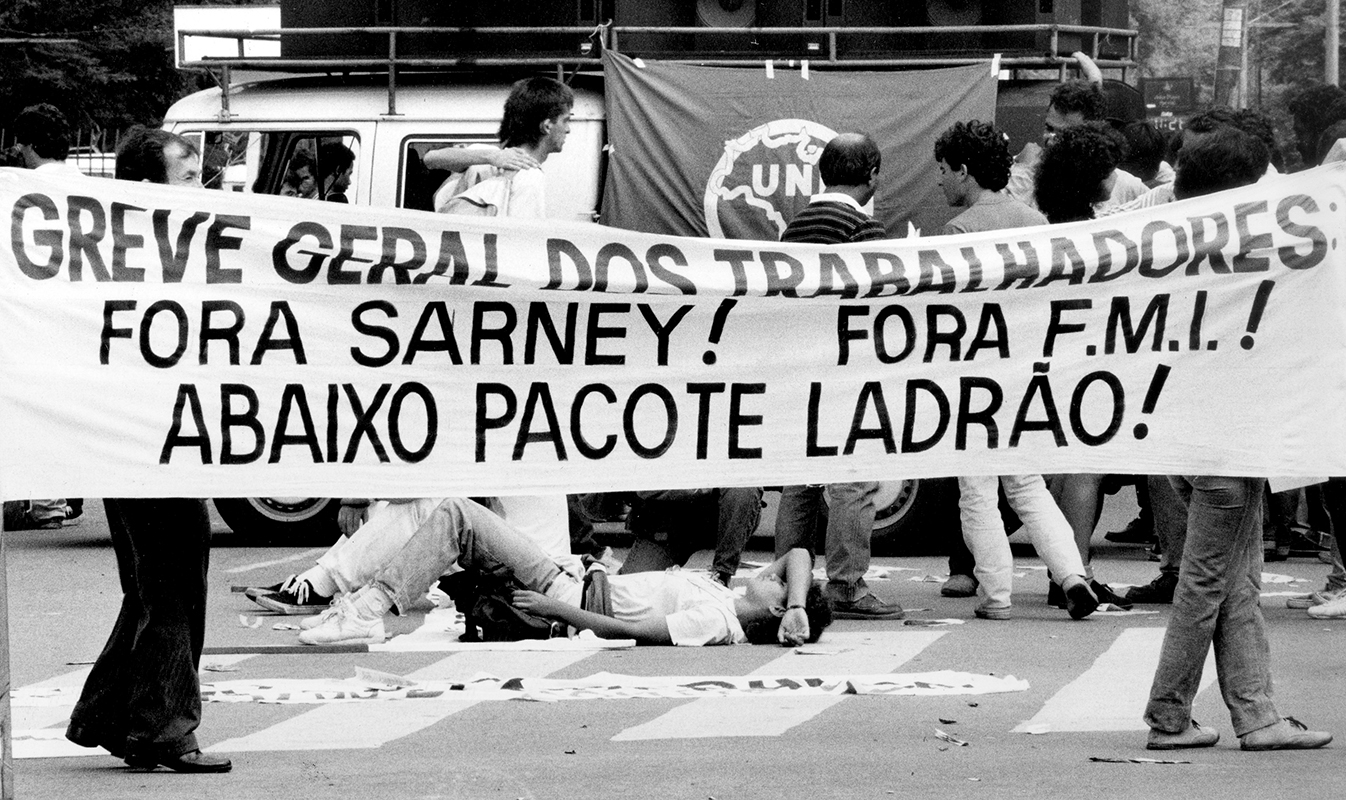 UN
GREVE GERAL DOS TRABALHADORES:
FORA SARNEY! FORA F.M.I.!
ABAIXO PACOTE LADRÃO!